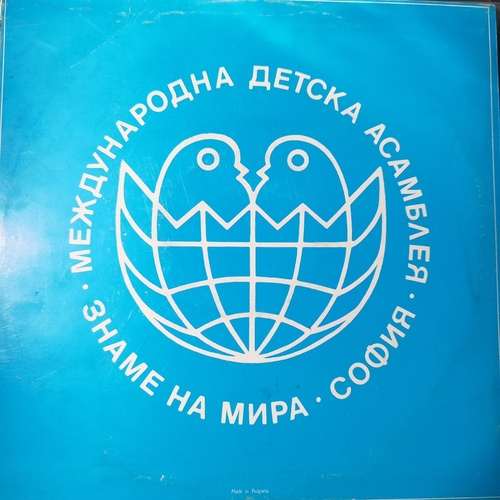 МЕЖДУНАРОДНА ДЕТСКА АСАМБЛЕЯ · ЗНАМЕ НА МИРА · СОФИЯ ·
Made in Bulgaria